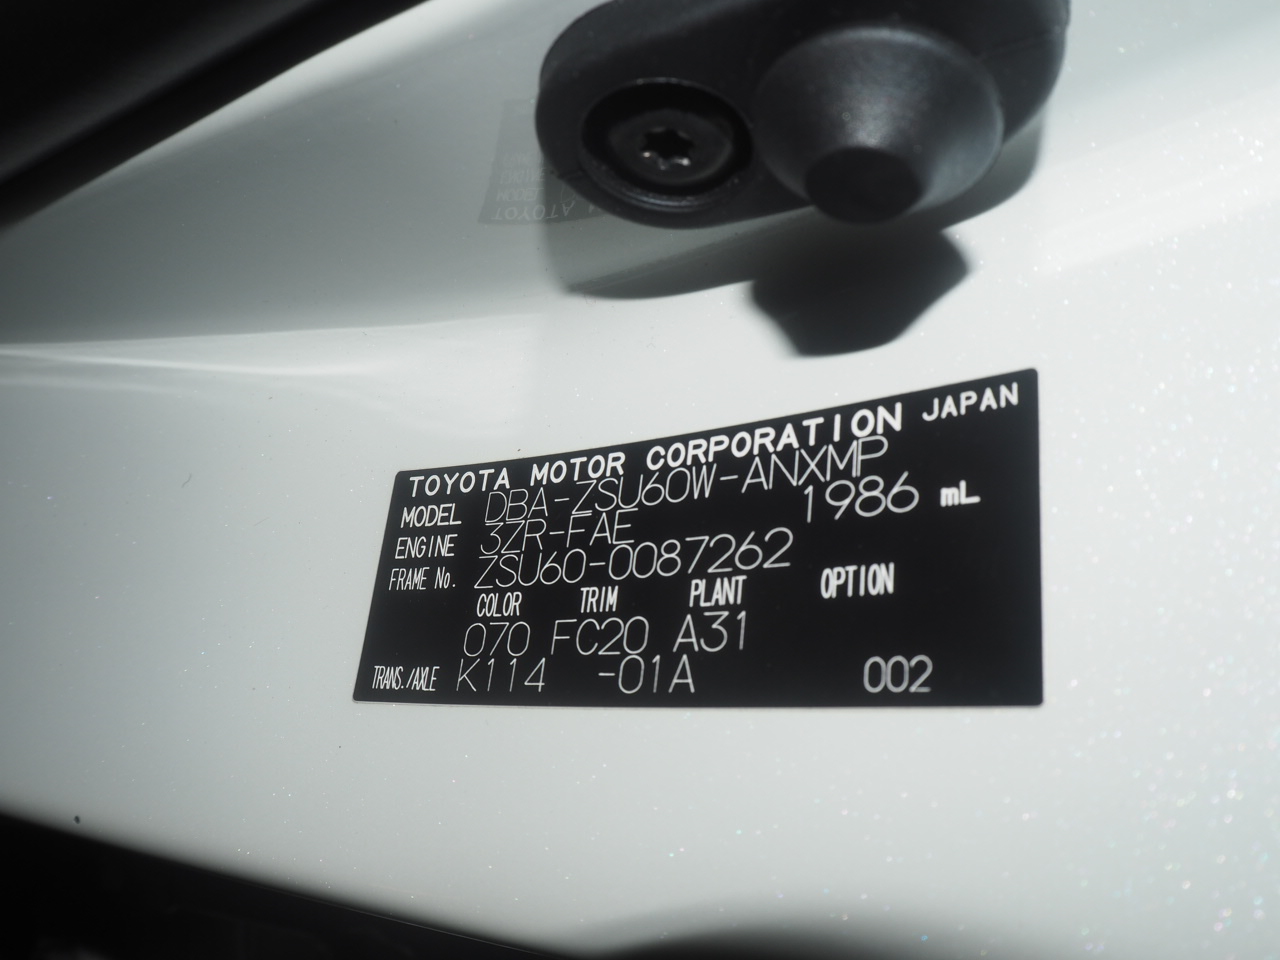 TOYOTA MOTOR CORPORATION JAPAN
MODEL DBA-ZSU60W-ANXMP
ENGINE 3ZR-FAE 1986 mL
FRAME No. ZSU60-0087262
COLOR TRIM PLANT OPTION
070 FC20 A31
TRANS./AXLE K114 -01A 002